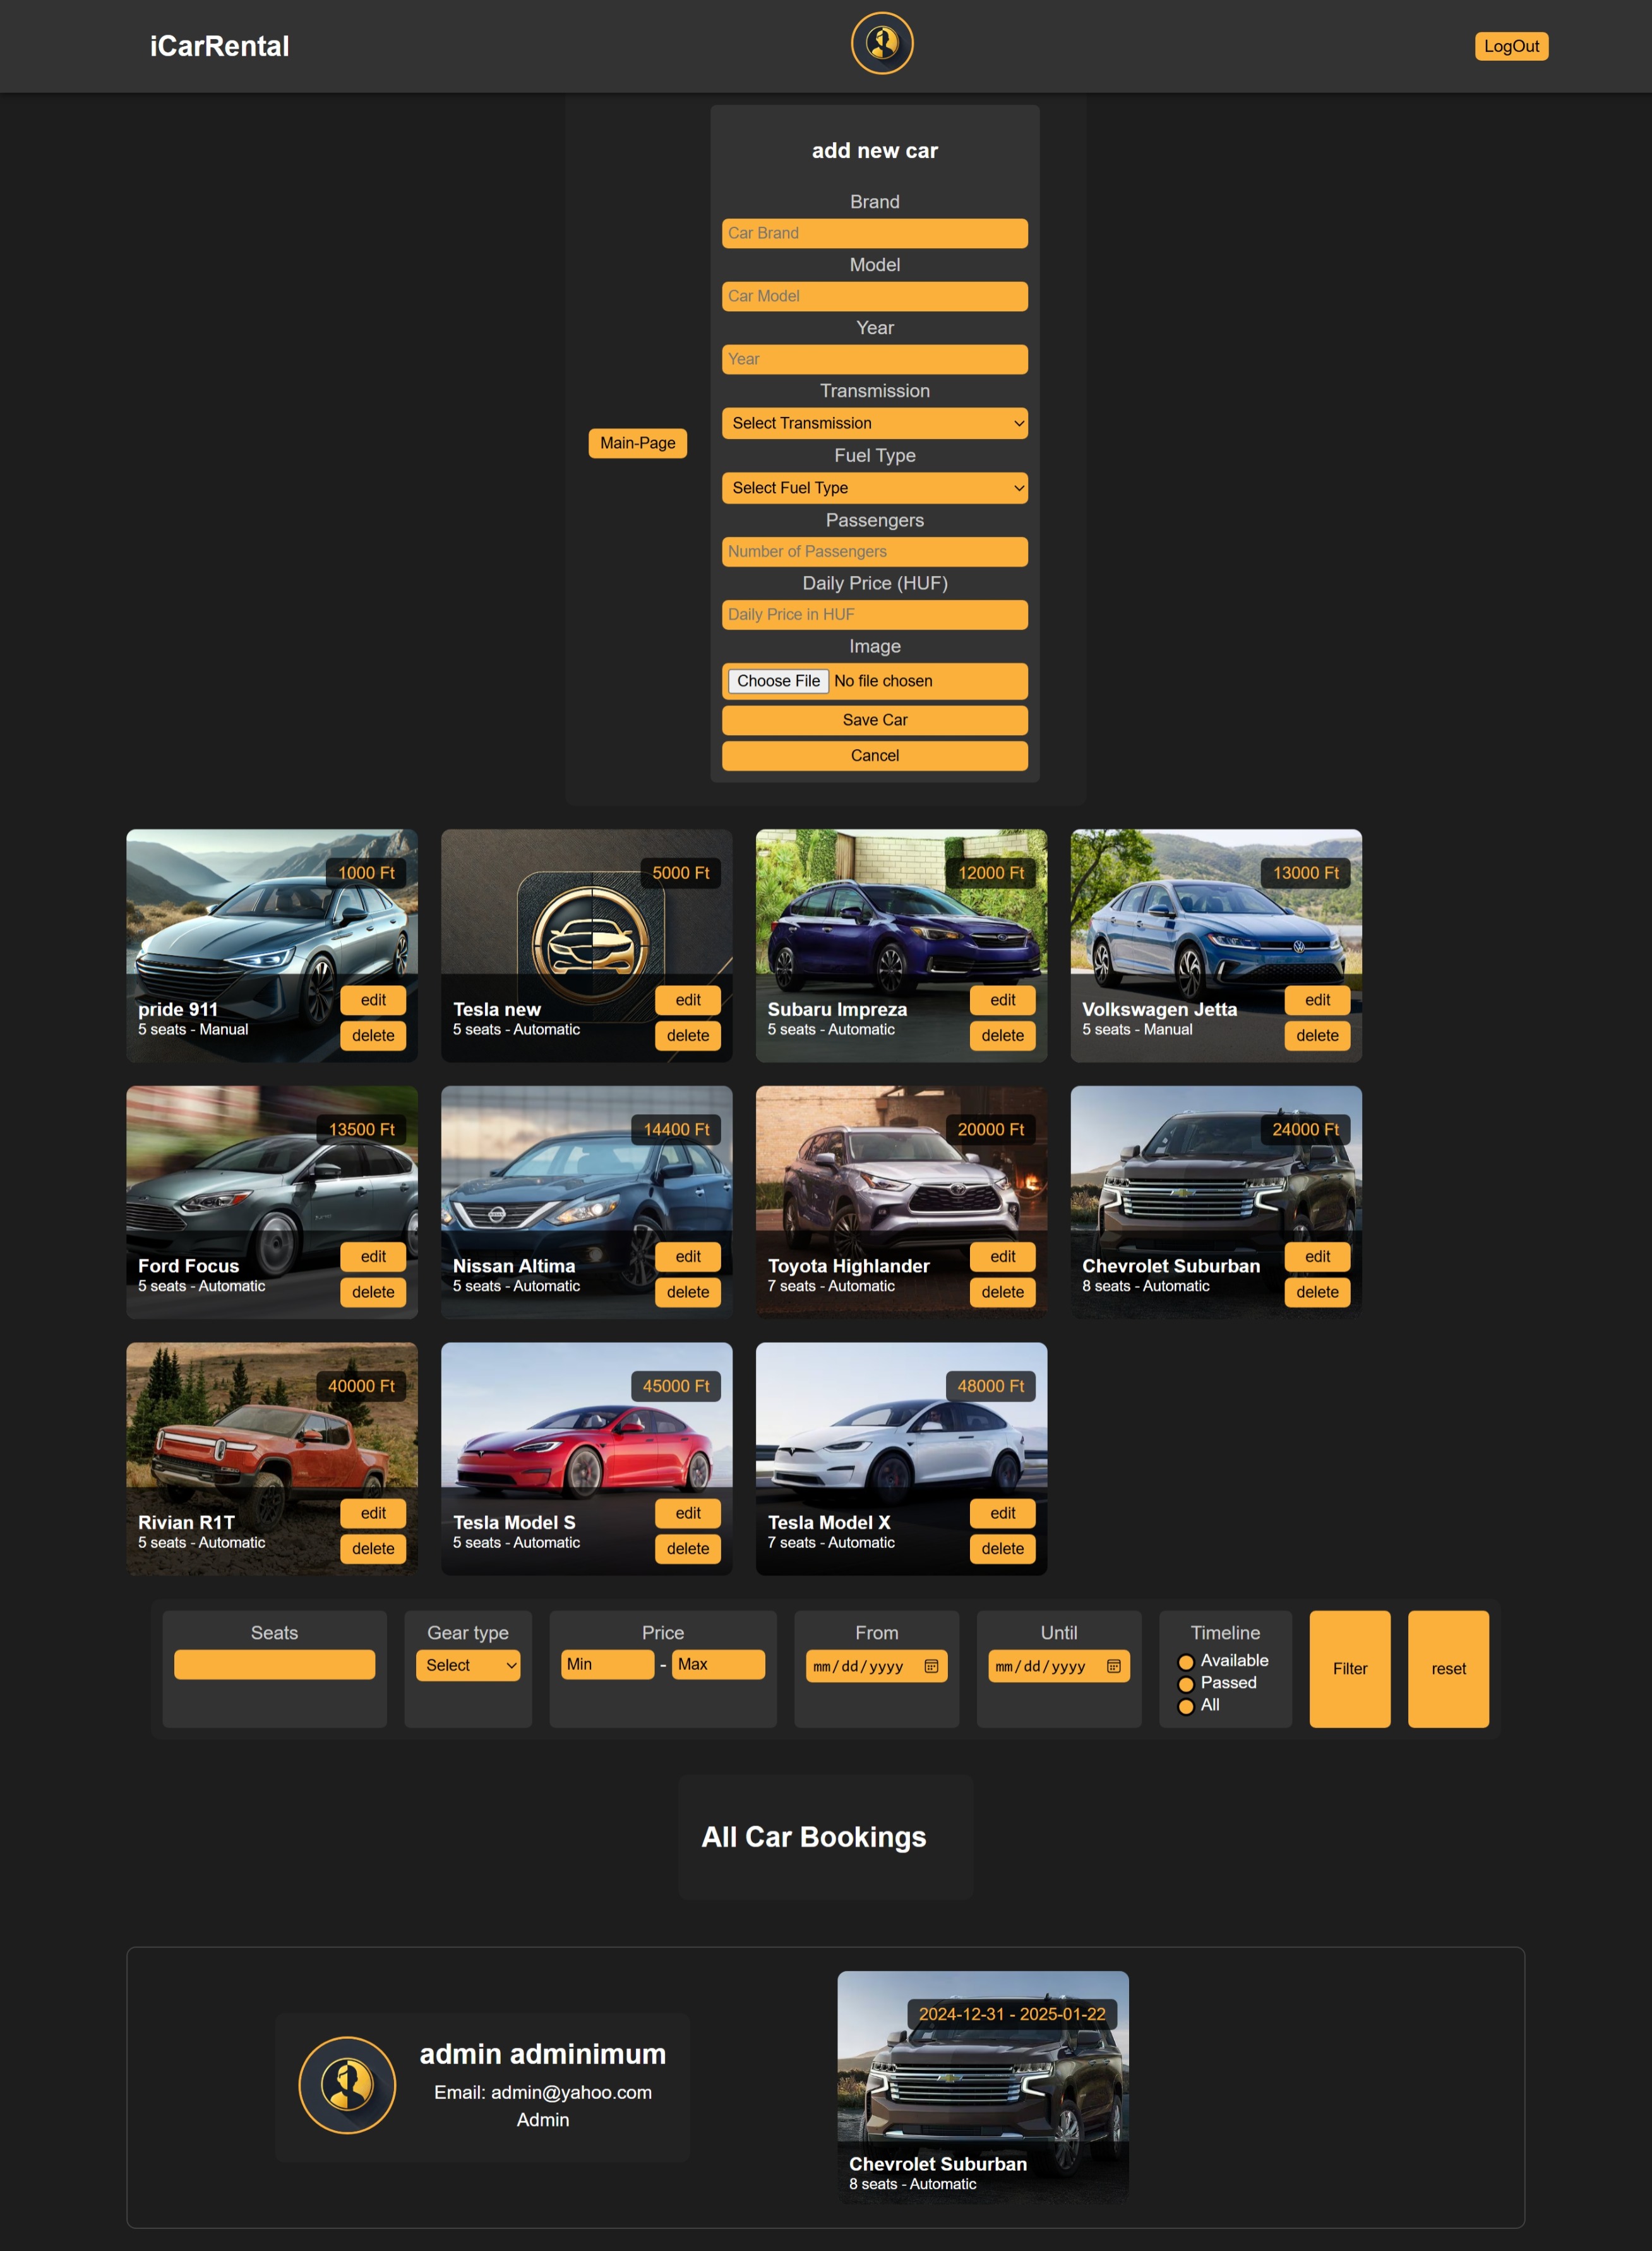 iCarRental
LogOut
add new car
Brand
Car Brand
Model
Car Model
Year
Year
Transmission
Select Transmission
Main-Page
Fuel Type
Select Fuel Type
Passengers
Number of Passengers
Daily Price (HUF)
Daily Price in HUF
Image
Choose File No file chosen
Save Car
Cancel
1000 Ft
pride 911
5 seats - Manual
edit
delete
5000 Ft
Tesla new
5 seats - Automatic
edit
delete
12000 Ft
Subaru Impreza
5 seats - Automatic
edit
delete
13000 Ft
Volkswagen Jetta
5 seats - Manual
edit
delete
13500 Ft
Ford Focus
5 seats - Automatic
edit
delete
14400 Ft
Nissan Altima
5 seats - Automatic
edit
delete
20000 Ft
Toyota Highlander
7 seats - Automatic
edit
delete
24000 Ft
Chevrolet Suburban
8 seats - Automatic
edit
delete
40000 Ft
Rivian R1T
5 seats - Automatic
edit
delete
45000 Ft
Tesla Model S
5 seats - Automatic
edit
delete
48000 Ft
Tesla Model X
7 seats - Automatic
edit
delete
Seats
Gear type
Select
Price
Min - Max
From
mm/dd/yyyy
Until
mm/dd/yyyy
Timeline
Available
Passed
All
Filter
reset
All Car Bookings
admin adminimum
Email: admin@yahoo.com
Admin
2024-12-31 - 2025-01-22
Chevrolet Suburban
8 seats - Automatic